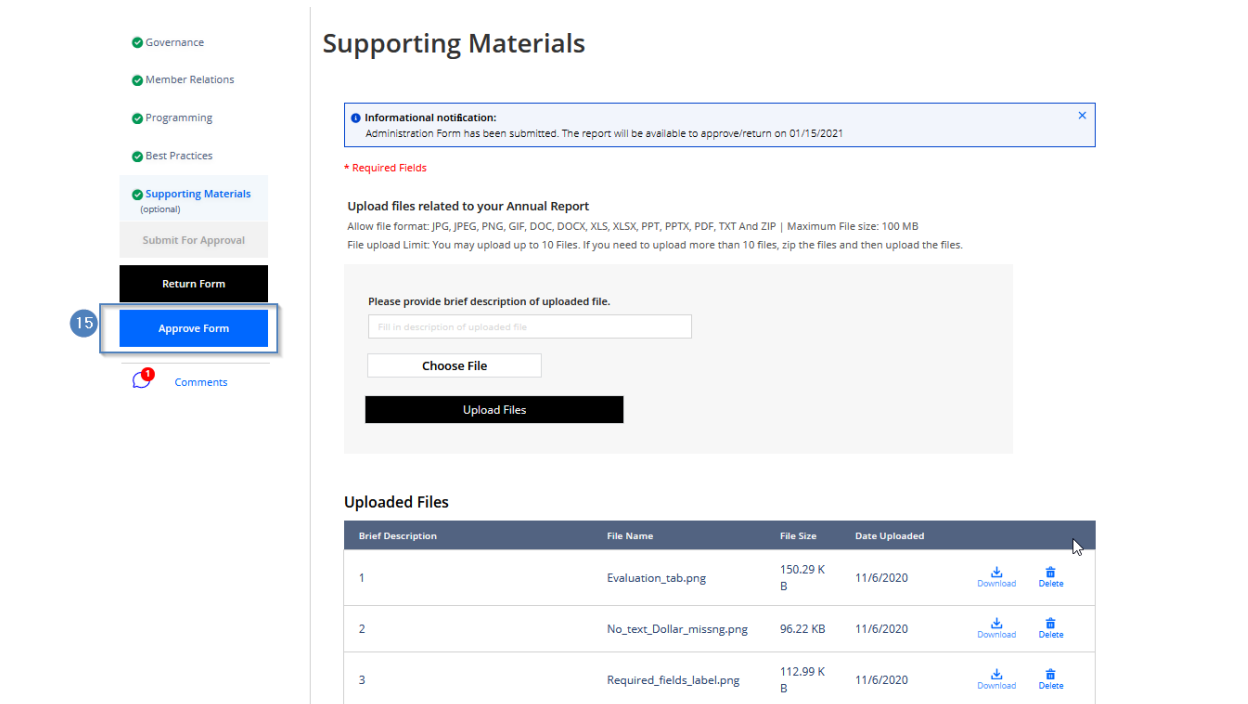 Governance
Member Relations
Programming
Best Practices
Supporting Materials
(optional)
Submit For Approval
Return Form
15
Approve Form
1
Comments
Supporting Materials
Informational notification:
Administration Form has been submitted. The report will be available to approve/return on 01/15/2021
* Required Fields
Upload files related to your Annual Report
Allow file format: JPG, JPEG, PNG, GIF, DOC, DOCX, XLS, XLSX, PPT, PPTX, PDF, TXT And ZIP | Maximum File size: 100 MB
File upload Limit: You may upload up to 10 Files. If you need to upload more than 10 files, zip the files and then upload the files.
Please provide brief description of uploaded file.
Fill in description of uploaded file
Choose File
Upload Files
Uploaded Files
Brief Description File Name File Size Date Uploaded
1 Evaluation_tab.png 150.29 K
B 11/6/2020 Download Delete
2 No_text_Dollar_missng.png 96.22 KB 11/6/2020 Download Delete
3 Required_fields_label.png 112.99 K
B 11/6/2020 Download Delete